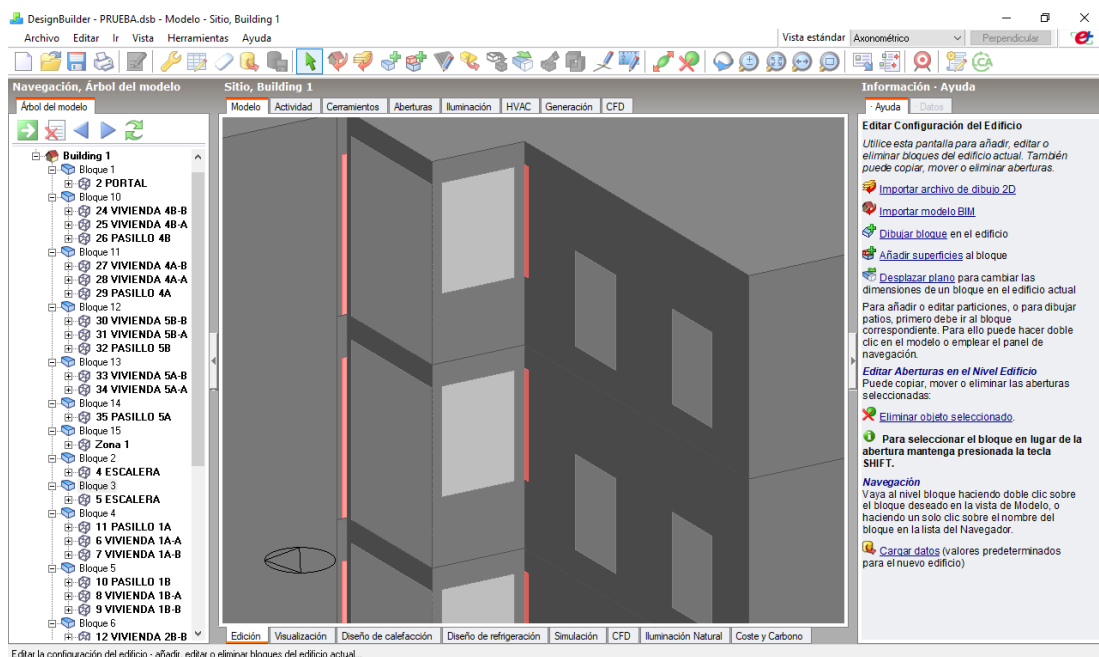 DesignBuilder - PRUEBA.dsb - Modelo - Sitio, Building 1
Archivo Editar Ir Vista Herramientas Ayuda
Vista estándar Axonométrico Perpendicular
Navegación, Árbol del modelo
Árbol del modelo
Building 1
Bloque 1
2 PORTAL
Bloque 10
24 VIVIENDA 4B-B
25 VIVIENDA 4B-A
26 PASILLO 4B
Bloque 11
27 VIVIENDA 4A-B
28 VIVIENDA 4A-A
29 PASILLO 4A
Bloque 12
30 VIVIENDA 5B-B
31 VIVIENDA 5B-A
32 PASILLO 5B
Bloque 13
33 VIVIENDA 5A-B
34 VIVIENDA 5A-A
Bloque 14
35 PASILLO 5A
Bloque 15
Zona 1
Bloque 2
4 ESCALERA
Bloque 3
5 ESCALERA
Bloque 4
11 PASILLO 1A
6 VIVIENDA 1A-A
7 VIVIENDA 1A-B
Bloque 5
10 PASILLO 1B
8 VIVIENDA 1B-A
9 VIVIENDA 1B-B
Bloque 6
12 VIVIENDA 2B-B
Sitio, Building 1
Modelo Actividad Cerramientos Aberturas Iluminación HVAC Generación CFD
Edición Visualización Diseño de calefacción Diseño de refrigeración Simulación CFD Iluminación Natural Coste y Carbono
Información - Ayuda
Ayuda Datos
Editar Configuración del Edificio
Utilice esta pantalla para añadir, editar o
eliminar bloques del edificio actual. También
puede copiar, mover o eliminar aberturas.
Importar archivo de dibujo 2D
Importar modelo BIM
Dibujar bloque en el edificio
Añadir superficies al bloque
Desplazar plano para cambiar las
dimensiones de un bloque en el edificio actual
Para añadir o editar particiones, o para dibujar
patios, primero debe ir al bloque
correspondiente. Para ello puede hacer doble
clic en el modelo o emplear el panel de
navegación.
Editar Aberturas en el Nivel Edificio
Puede copiar, mover o eliminar las aberturas
seleccionadas:
Eliminar objeto seleccionado.
Para seleccionar el bloque en lugar de la
abertura mantenga presionada la tecla
SHIFT.
Navegación
Vaya al nivel bloque haciendo doble clic sobre
el bloque deseado en la vista de Modelo, o
haciendo un solo clic sobre el nombre del
bloque en la lista del Navegador.
Cargar datos (valores predeterminados
para el nuevo edificio)
Editar la configuración del edificio - añadir, editar o eliminar bloques del edificio actual...